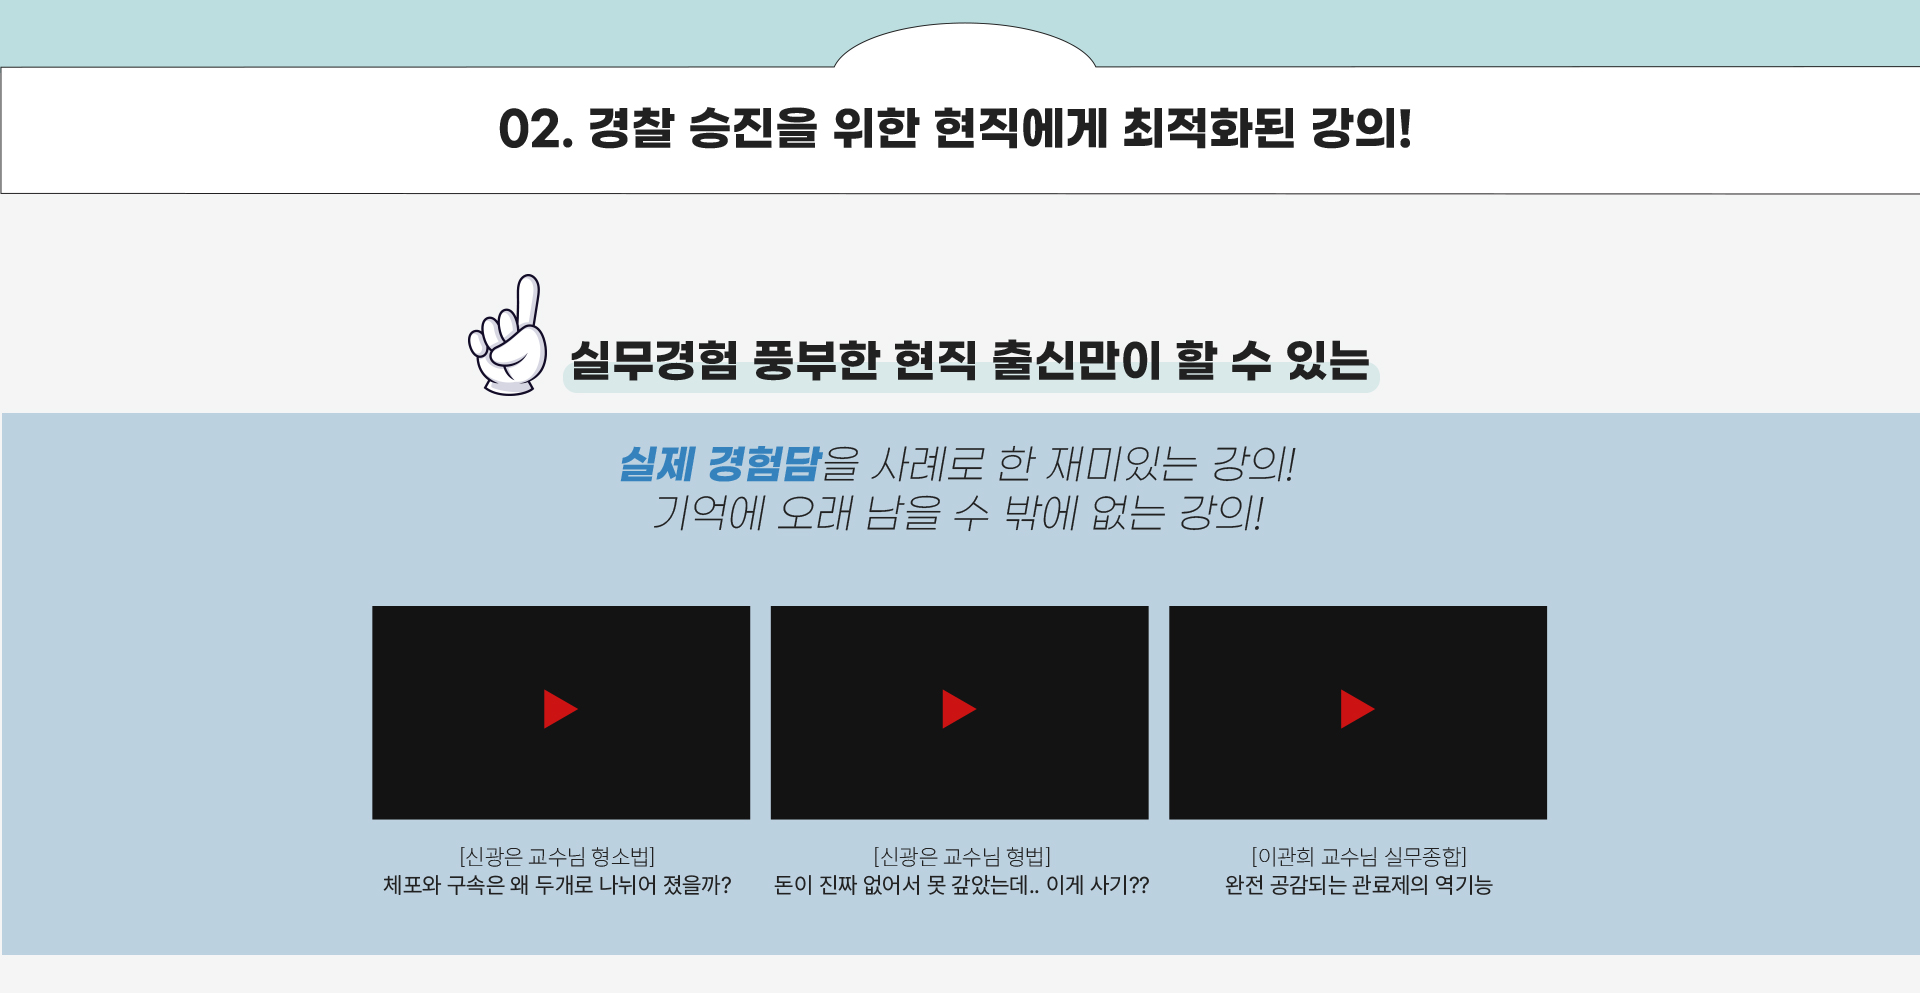 02. 경찰 승진을 위한 현직에게 최적화된 강의!
실무경험 풍부한 현직 출신만이 할 수 있는
실제 경험담을 사례로 한 재미있는 강의!
기억에 오래 남을 수 밖에 없는 강의!
[신광은 교수님 형소법]
체포와 구속은 왜 두개로 나뉘어 졌을까?
[신광은 교수님 형법]
돈이 진짜 없어서 못 갚았는데.. 이게 사기??
[이관희 교수님 실무종합]
완전 공감되는 관료제의 역기능